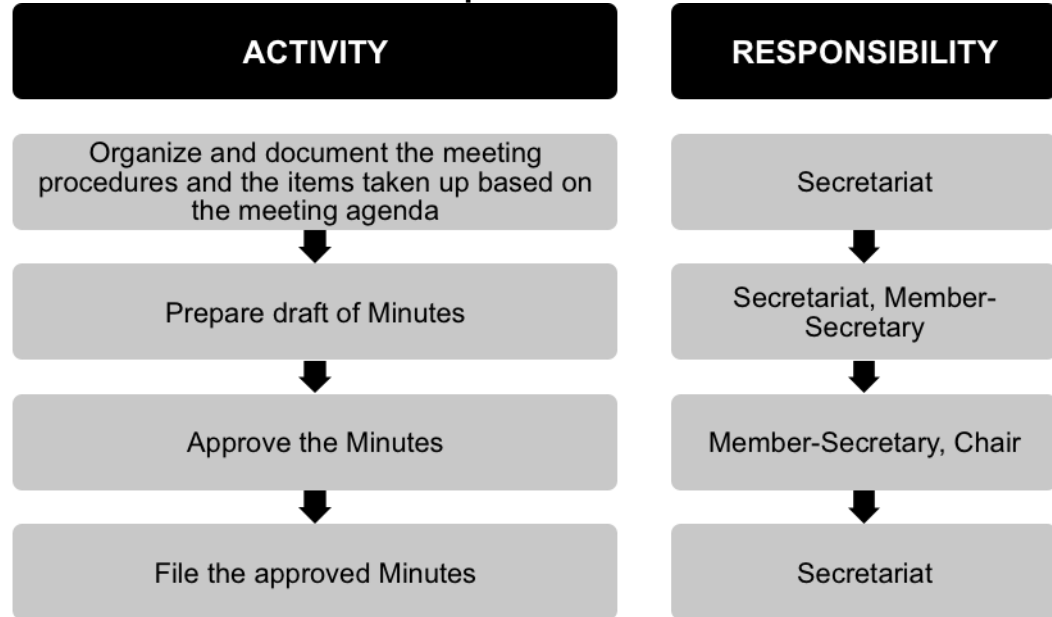 ACTIVITY
RESPONSIBILITY
Organize and document the meeting
procedures and the items taken up based on
the meeting agenda
Secretariat
Prepare draft of Minutes
Secretariat, Member-
Secretary
Approve the Minutes
Member-Secretary, Chair
File the approved Minutes
Secretariat